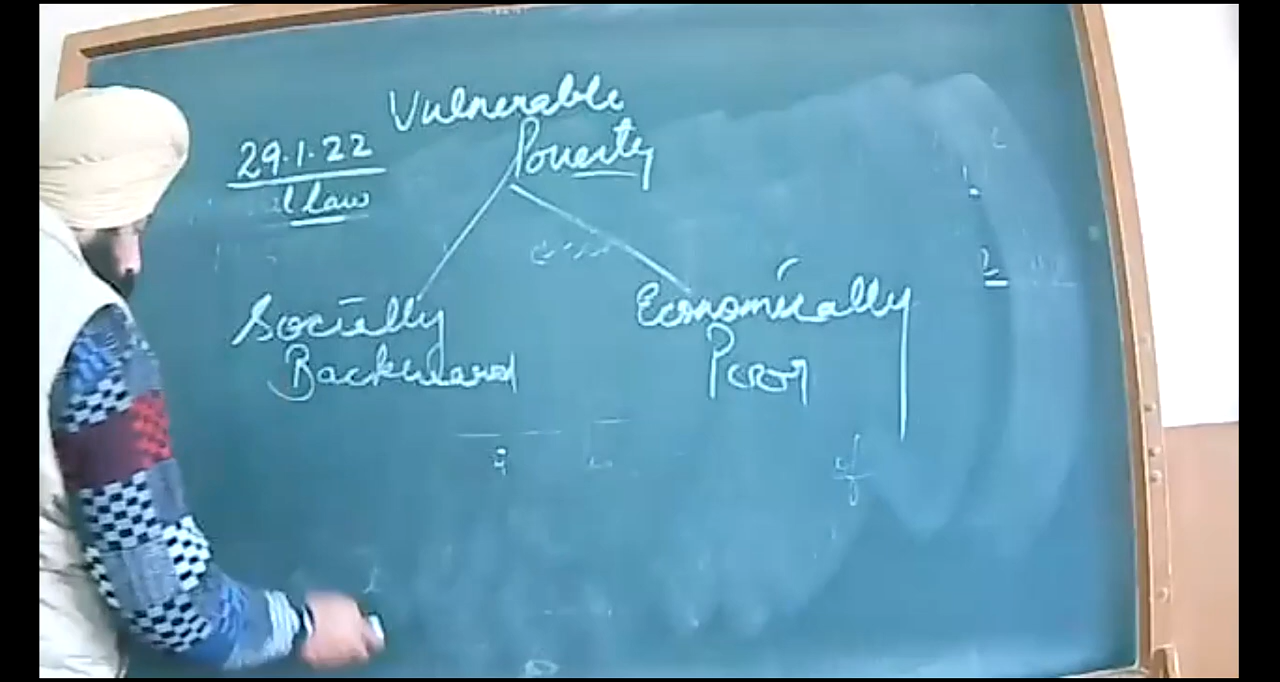 Vulnerable
Poverty
29.1.22
law
Socially
Backward
Economically
Poor